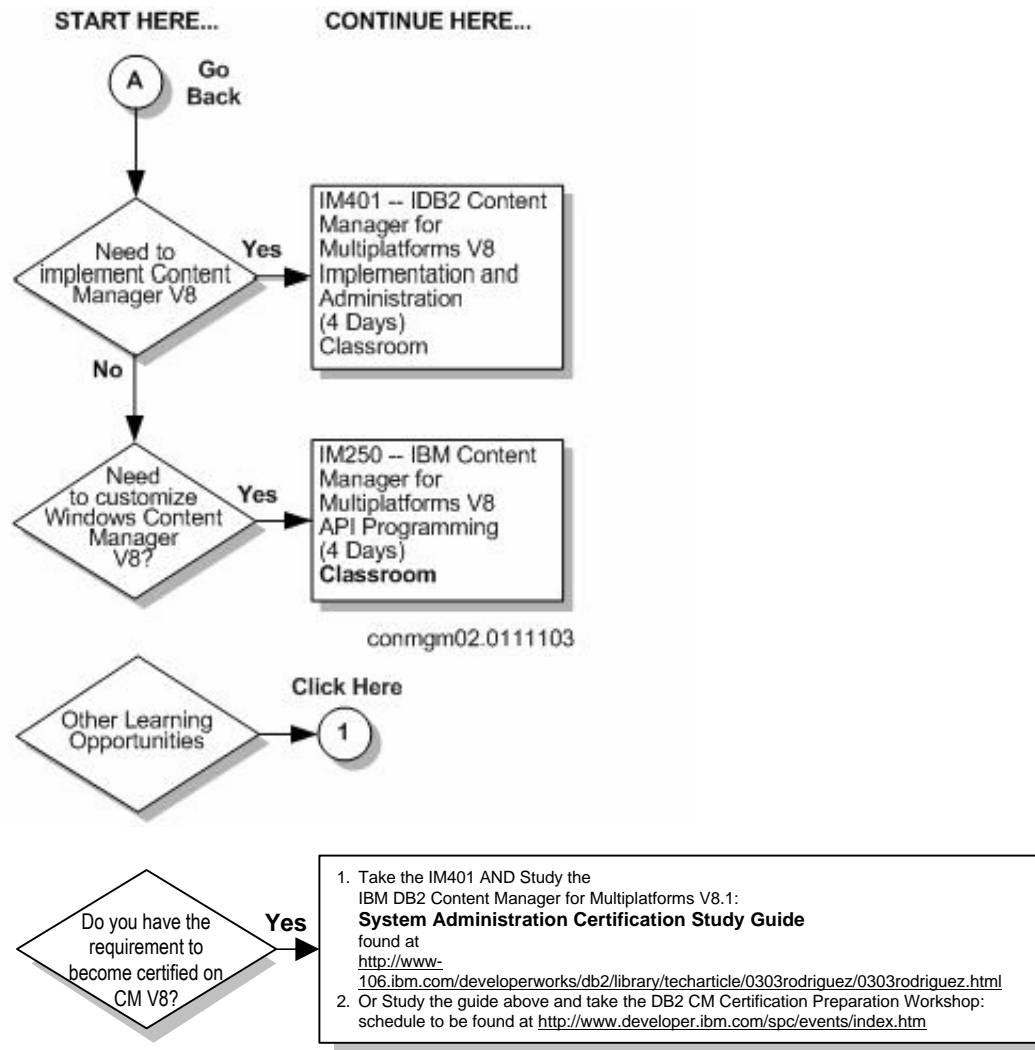 START HERE...
CONTINUE HERE...
A
Go
Back
Need to
implement Content
Manager V8
Yes
IM401 -- IDB2 Content
Manager for
Multiplatforms V8
Implementation and
Administration
(4 Days)
Classroom
No
Need
to customize
Windows Content
Manager
V8?
Yes
IM250 -- IBM Content
Manager for
Multiplatforms V8
API Programming
(4 Days)
Classroom
conmgm02.0111103
Other Learning
Opportunities
Click Here
1
Do you have the
requirement to
become certified on
CM V8?
Yes
1. Take the IM401 AND Study the
IBM DB2 Content Manager for Multiplatforms V8.1:
System Administration Certification Study Guide
found at
http://www-
106.ibm.com/developerworks/db2/library/techarticle/0303rodriguez/0303rodriguez.html
2. Or Study the guide above and take the DB2 CM Certification Preparation Workshop:
schedule to be found at http://www.developer.ibm.com/spc/events/index.htm